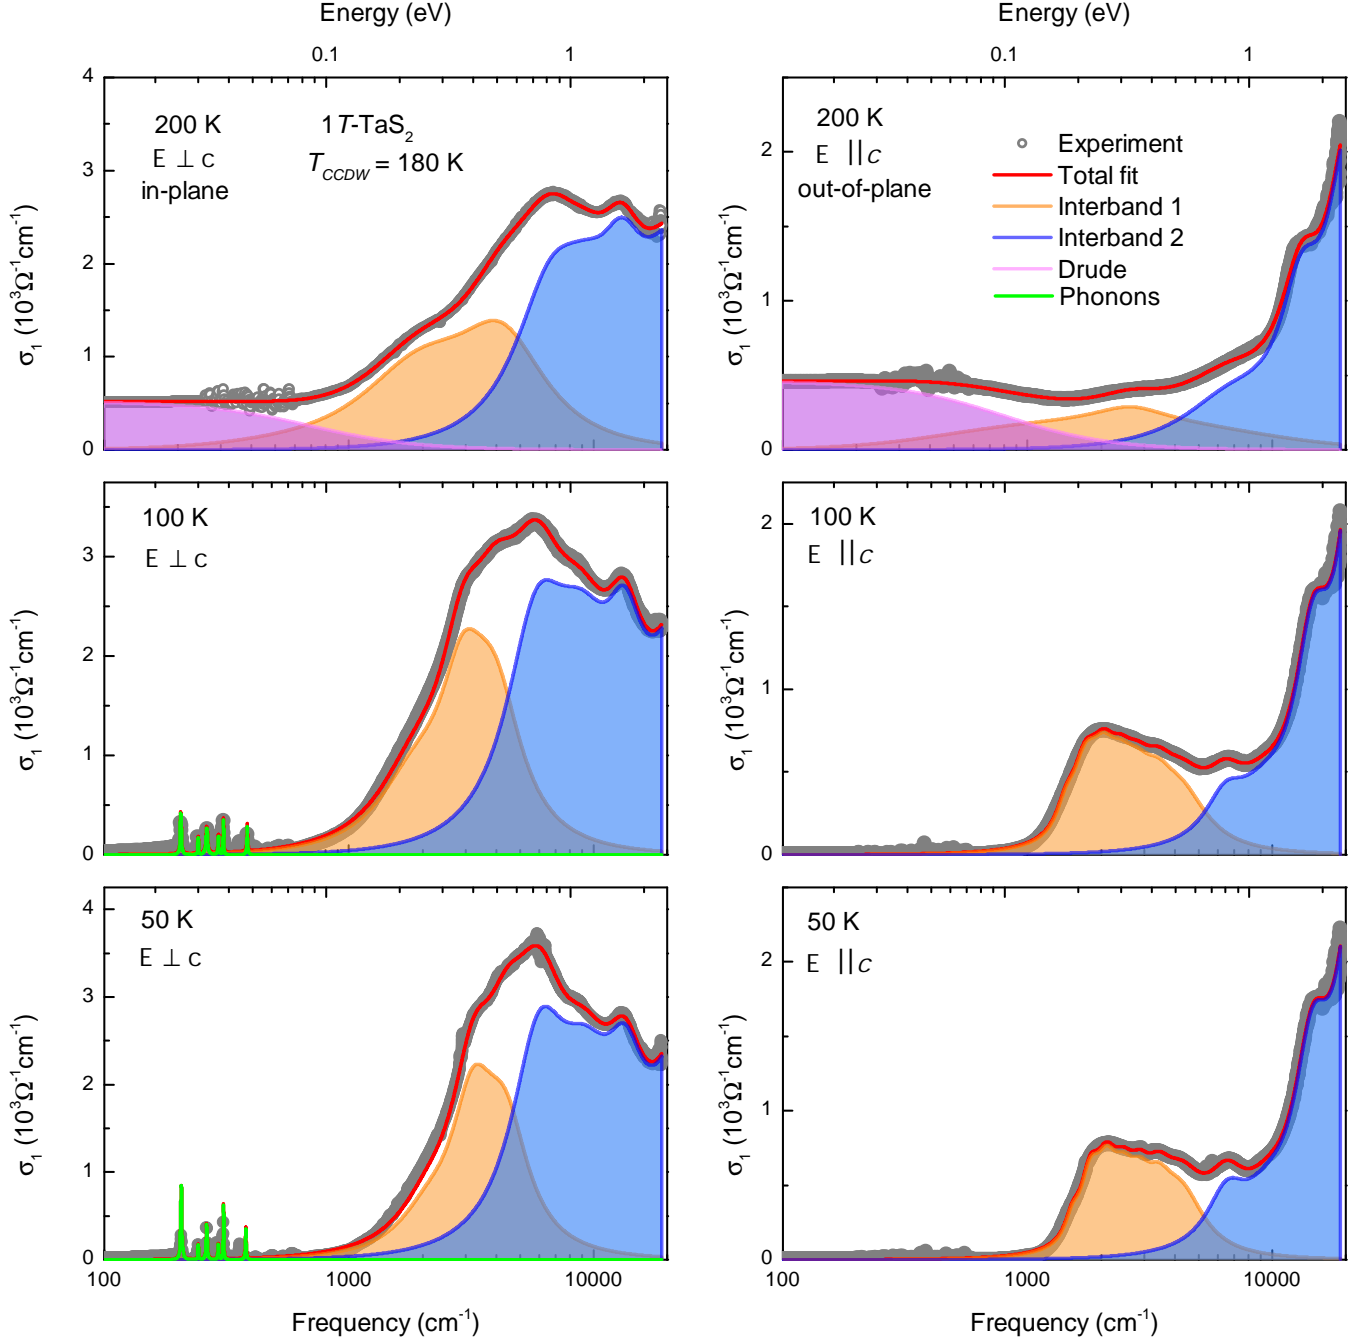 Energy (eV)
0.1 1
4
3
2
1
0
σ1 (10³Ω⁻¹cm⁻¹)
200 K
E ⊥ c
in-plane
1T-TaS₂
T_CCDW = 180 K
Energy (eV)
0.1 1
2
1
0
σ1 (10³Ω⁻¹cm⁻¹)
200 K
E ||c
out-of-plane
Experiment
Total fit
Interband 1
Interband 2
Drude
Phonons
3
2
1
0
σ1 (10³Ω⁻¹cm⁻¹)
100 K
E ⊥ c
2
1
0
σ1 (10³Ω⁻¹cm⁻¹)
100 K
E ||c
4
3
2
1
0
σ1 (10³Ω⁻¹cm⁻¹)
50 K
E ⊥ c
100 1000 10000
Frequency (cm⁻¹)
2
1
0
σ1 (10³Ω⁻¹cm⁻¹)
50 K
E ||c
100 1000 10000
Frequency (cm⁻¹)